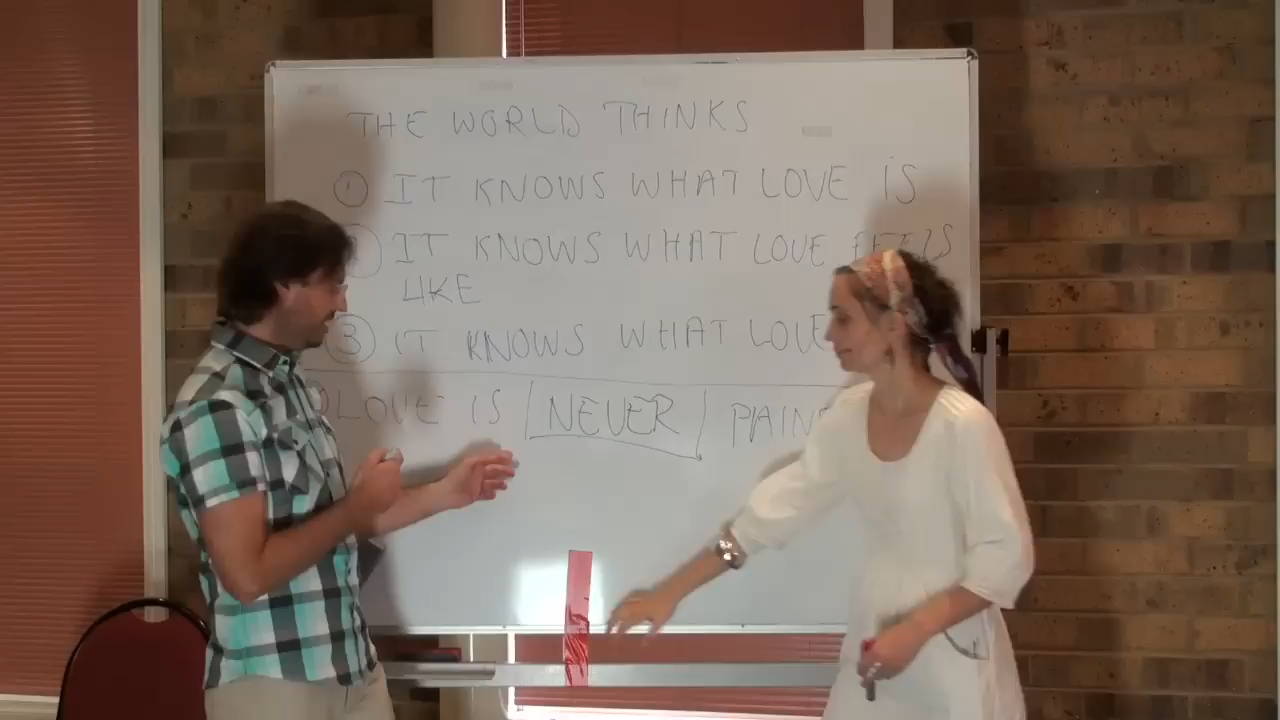 THE WORLD THINKS
① IT KNOWS WHAT LOVE IS
IT KNOWS WHAT LOVE FEELS
LIKE
③ IT KNOWS WHAT LOVE
LOVE IS NEVER